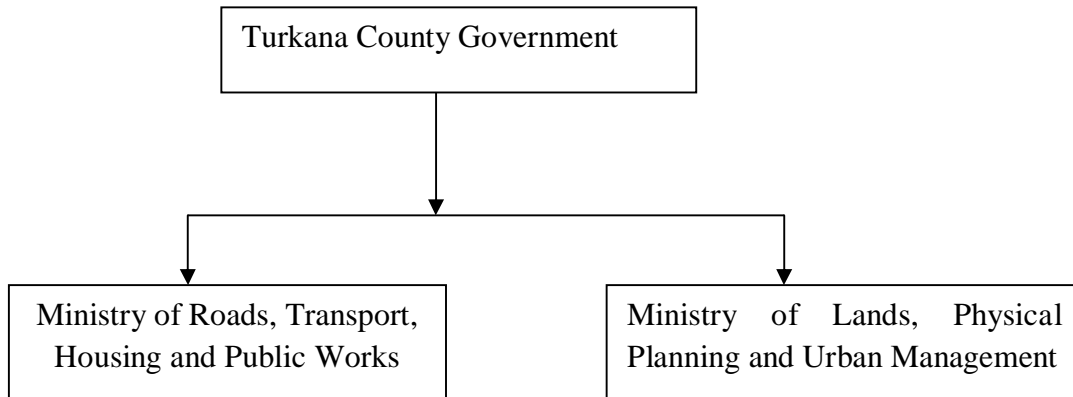 Turkana County Government
Ministry of Roads, Transport,
Housing and Public Works
Ministry of Lands, Physical
Planning and Urban Management